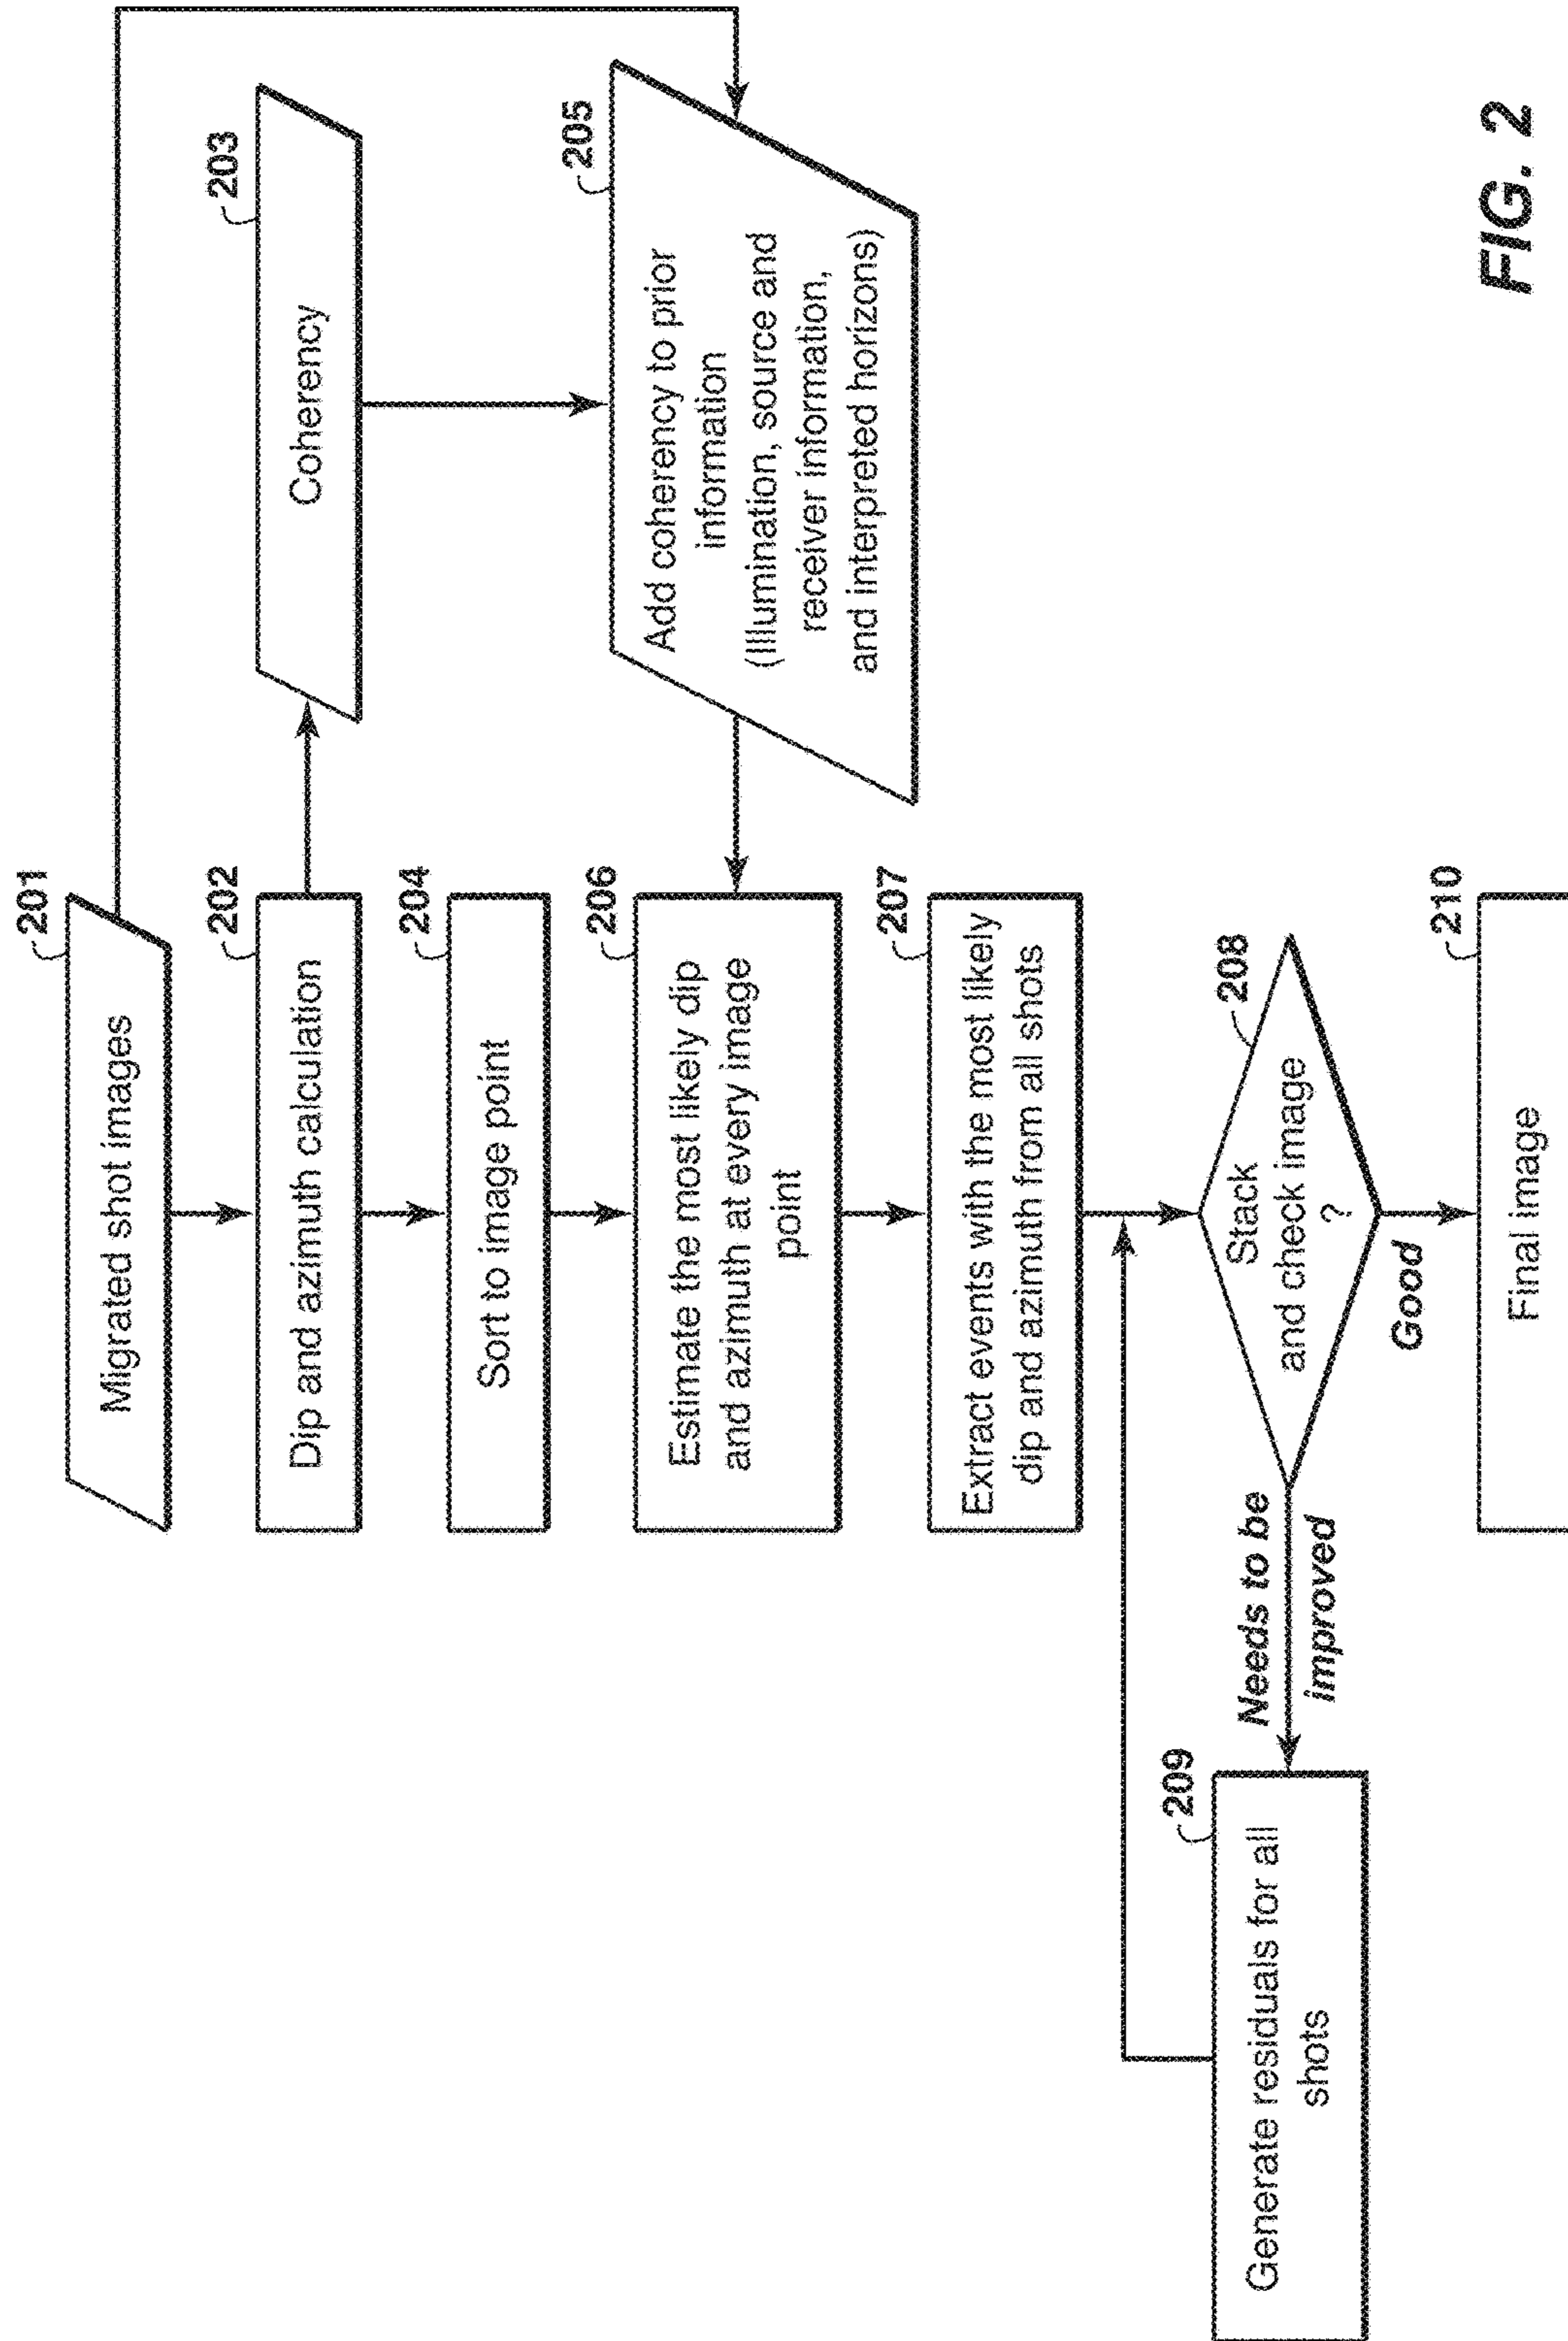 201
Migrated shot images
202
Dip and azimuth calculation
203
Coherency
204
Sort to image point
205
Add coherency to prior
information
(Illumination, source and
receiver information,
and interpreted horizons)
206
Estimate the most likely dip
and azimuth at every image
point
207
Extract events with the most likely
dip and azimuth from all shots
208
Stack
and check image
?
Needs to be
improved
209
Generate residuals for all
shots
Good
210
Final image
FIG. 2